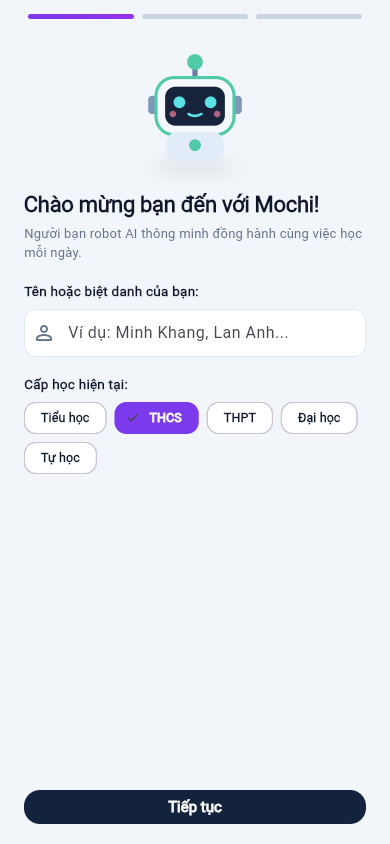 Chào mừng bạn đến với Mochi!
Người bạn robot AI thông minh đồng hành cùng việc học
mỗi ngày.
Tên hoặc biệt danh của bạn:
Ví dụ: Minh Khang, Lan Anh...
Cấp học hiện tại:
Tiểu học
THCS
THPT
Đại học
Tự học
Tiếp tục